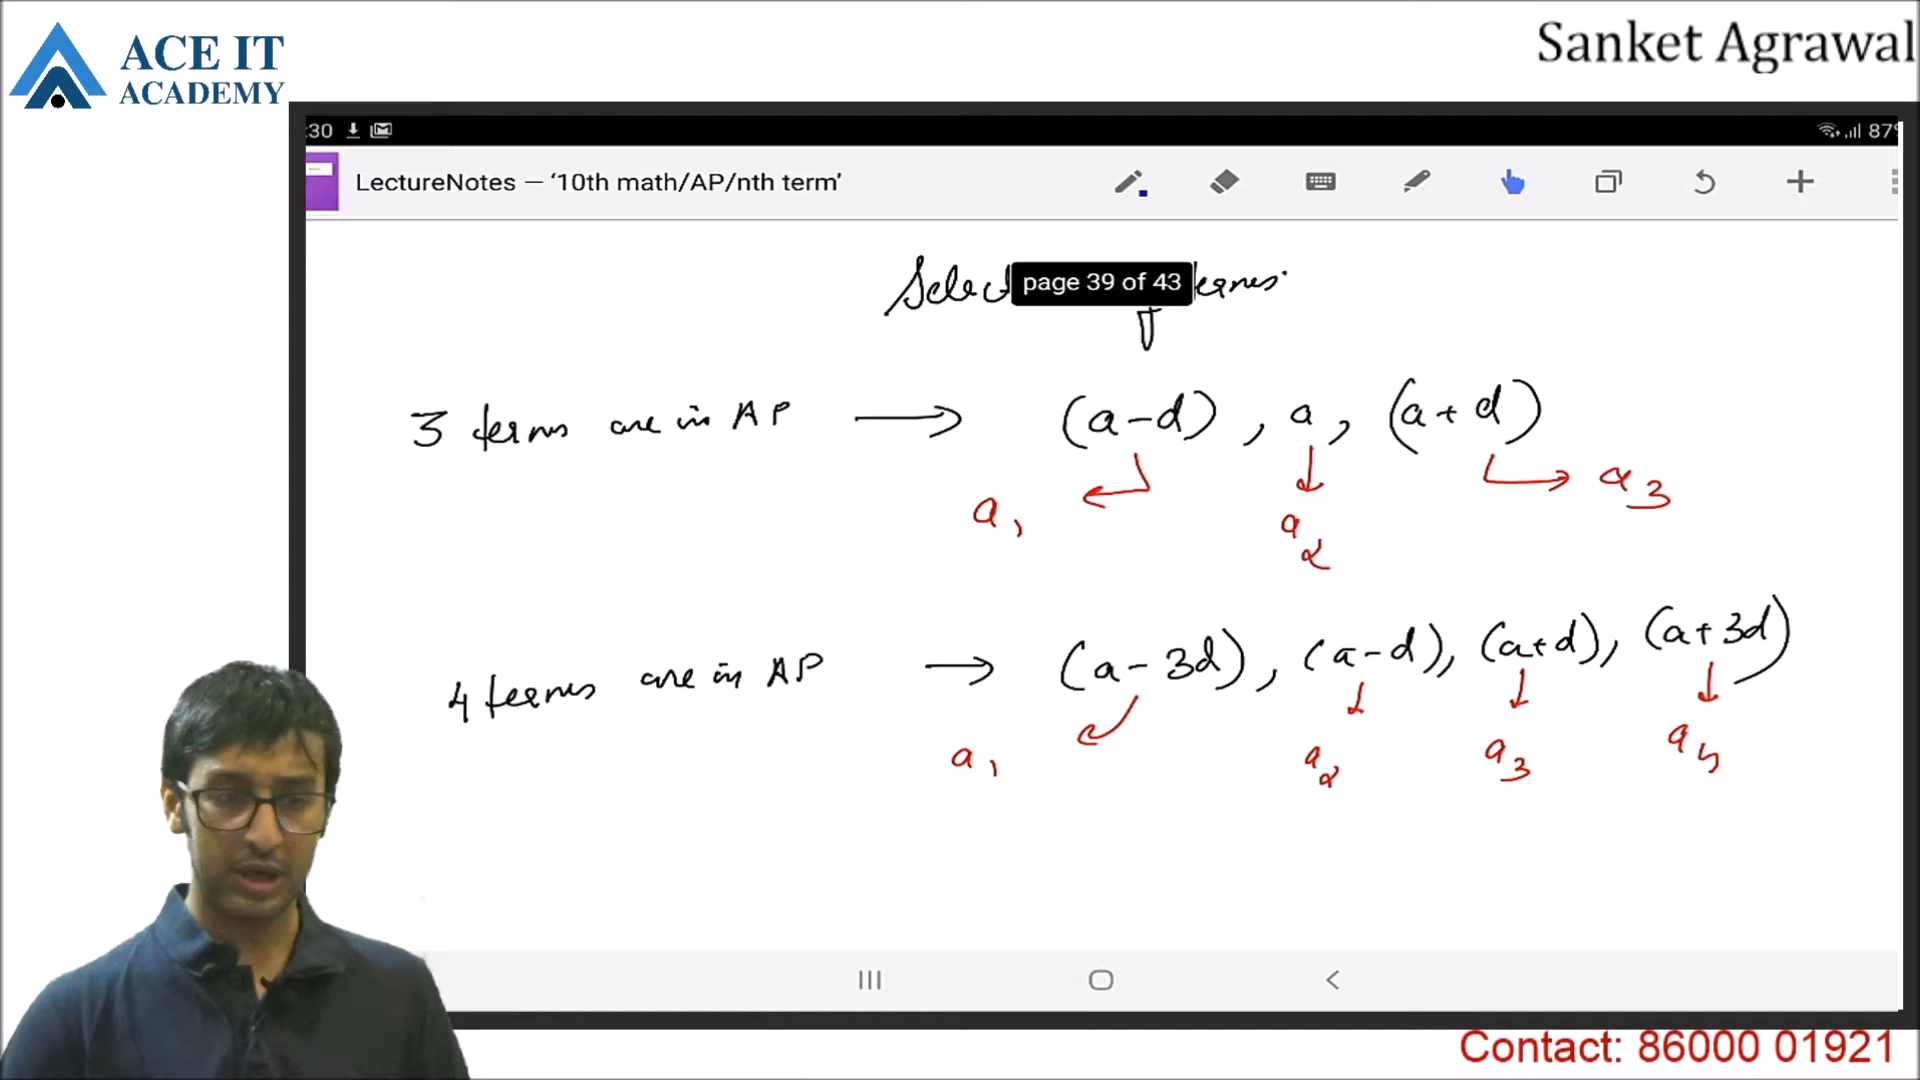 ACE IT
ACADEMY
Sanket Agrawal
:30
87%
LectureNotes – ‘10th math/AP/nth term’
Selec
page 39 of 43
3 terms are in AP → (a-d), a, (a+d)
a1 a2 a3
4 terms are in AP → (a-3d), (a-d), (a+d), (a+3d)
a1 a2 a3 a4
Contact: 86000 01921